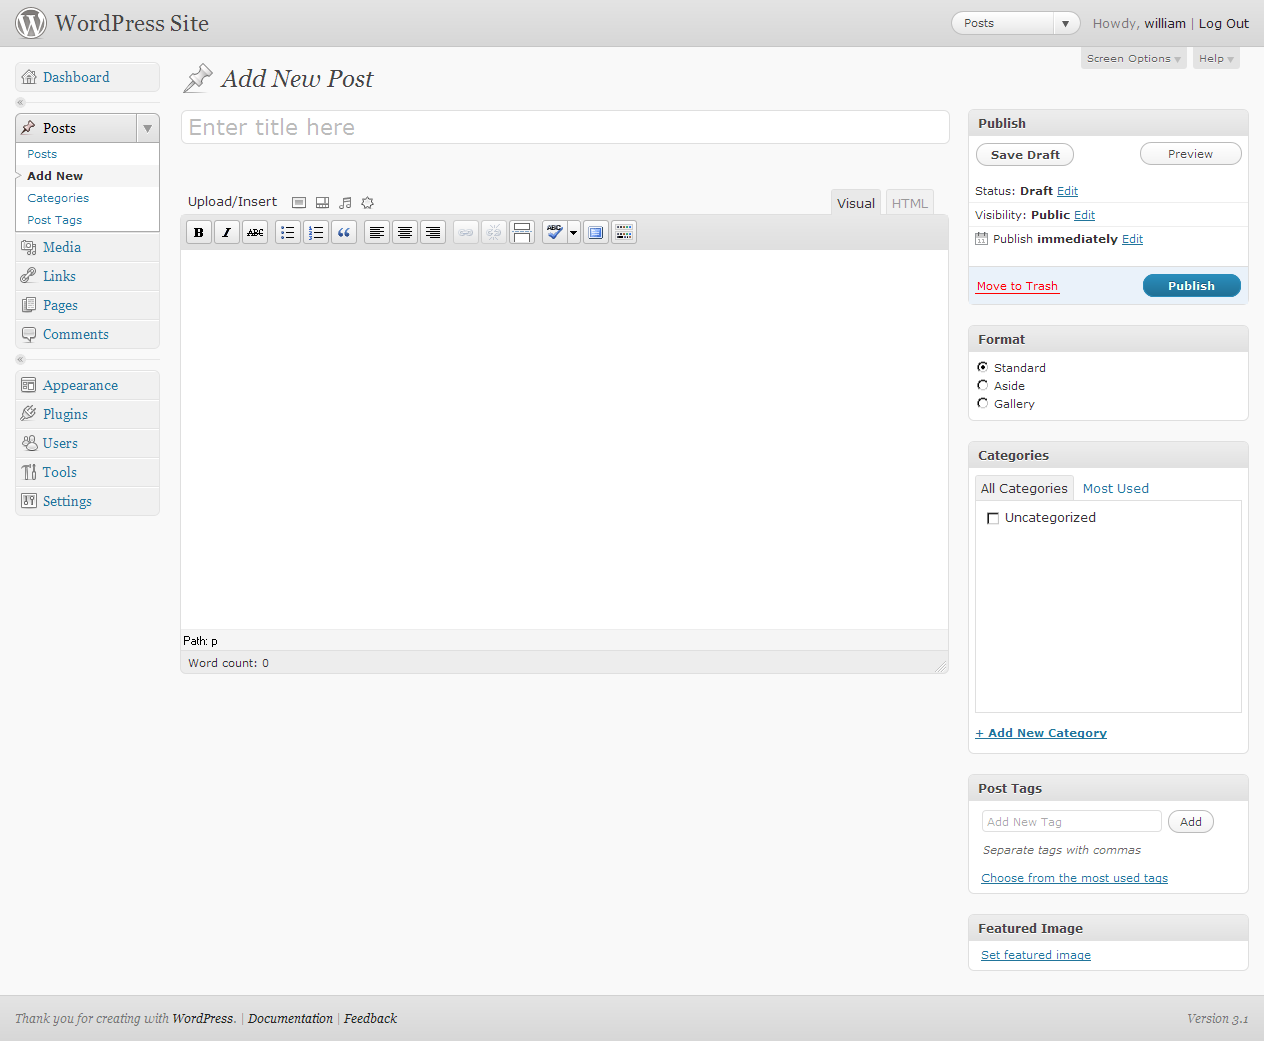 WordPress Site
Posts
Howdy, william | Log Out
Screen Options
Help
Dashboard
Posts
Posts
Add New
Categories
Post Tags
Media
Links
Pages
Comments
Appearance
Plugins
Users
Tools
Settings
Add New Post
Enter title here
Upload/Insert
Visual
HTML
B I ABC
ABC
Path: p
Word count: 0
Publish
Save Draft
Preview
Status: Draft Edit
Visibility: Public Edit
Publish immediately Edit
Move to Trash
Publish
Format
Standard
Aside
Gallery
Categories
All Categories
Most Used
Uncategorized
+ Add New Category
Post Tags
Add New Tag
Add
Separate tags with commas
Choose from the most used tags
Featured Image
Set featured image
Thank you for creating with WordPress. | Documentation | Feedback
Version 3.1